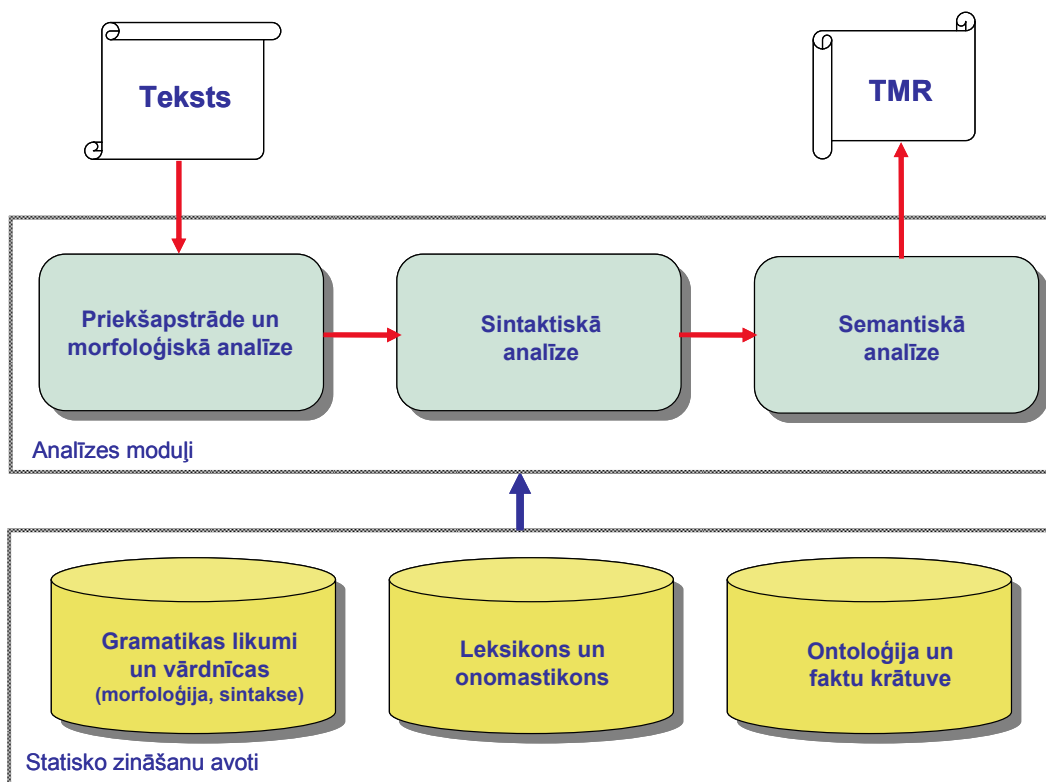 Teksts
TMR
Priekšapstrāde un
morfoloģiskā analīze
Sintaktiskā
analīze
Semantiskā
analīze
Analīzes moduļi
Gramatikas likumi
un vārdnīcas
(morfoloģija, sintakse)
Leksikons un
onomastikons
Ontoloģija un
faktu krātuve
Statisko zināšanu avoti